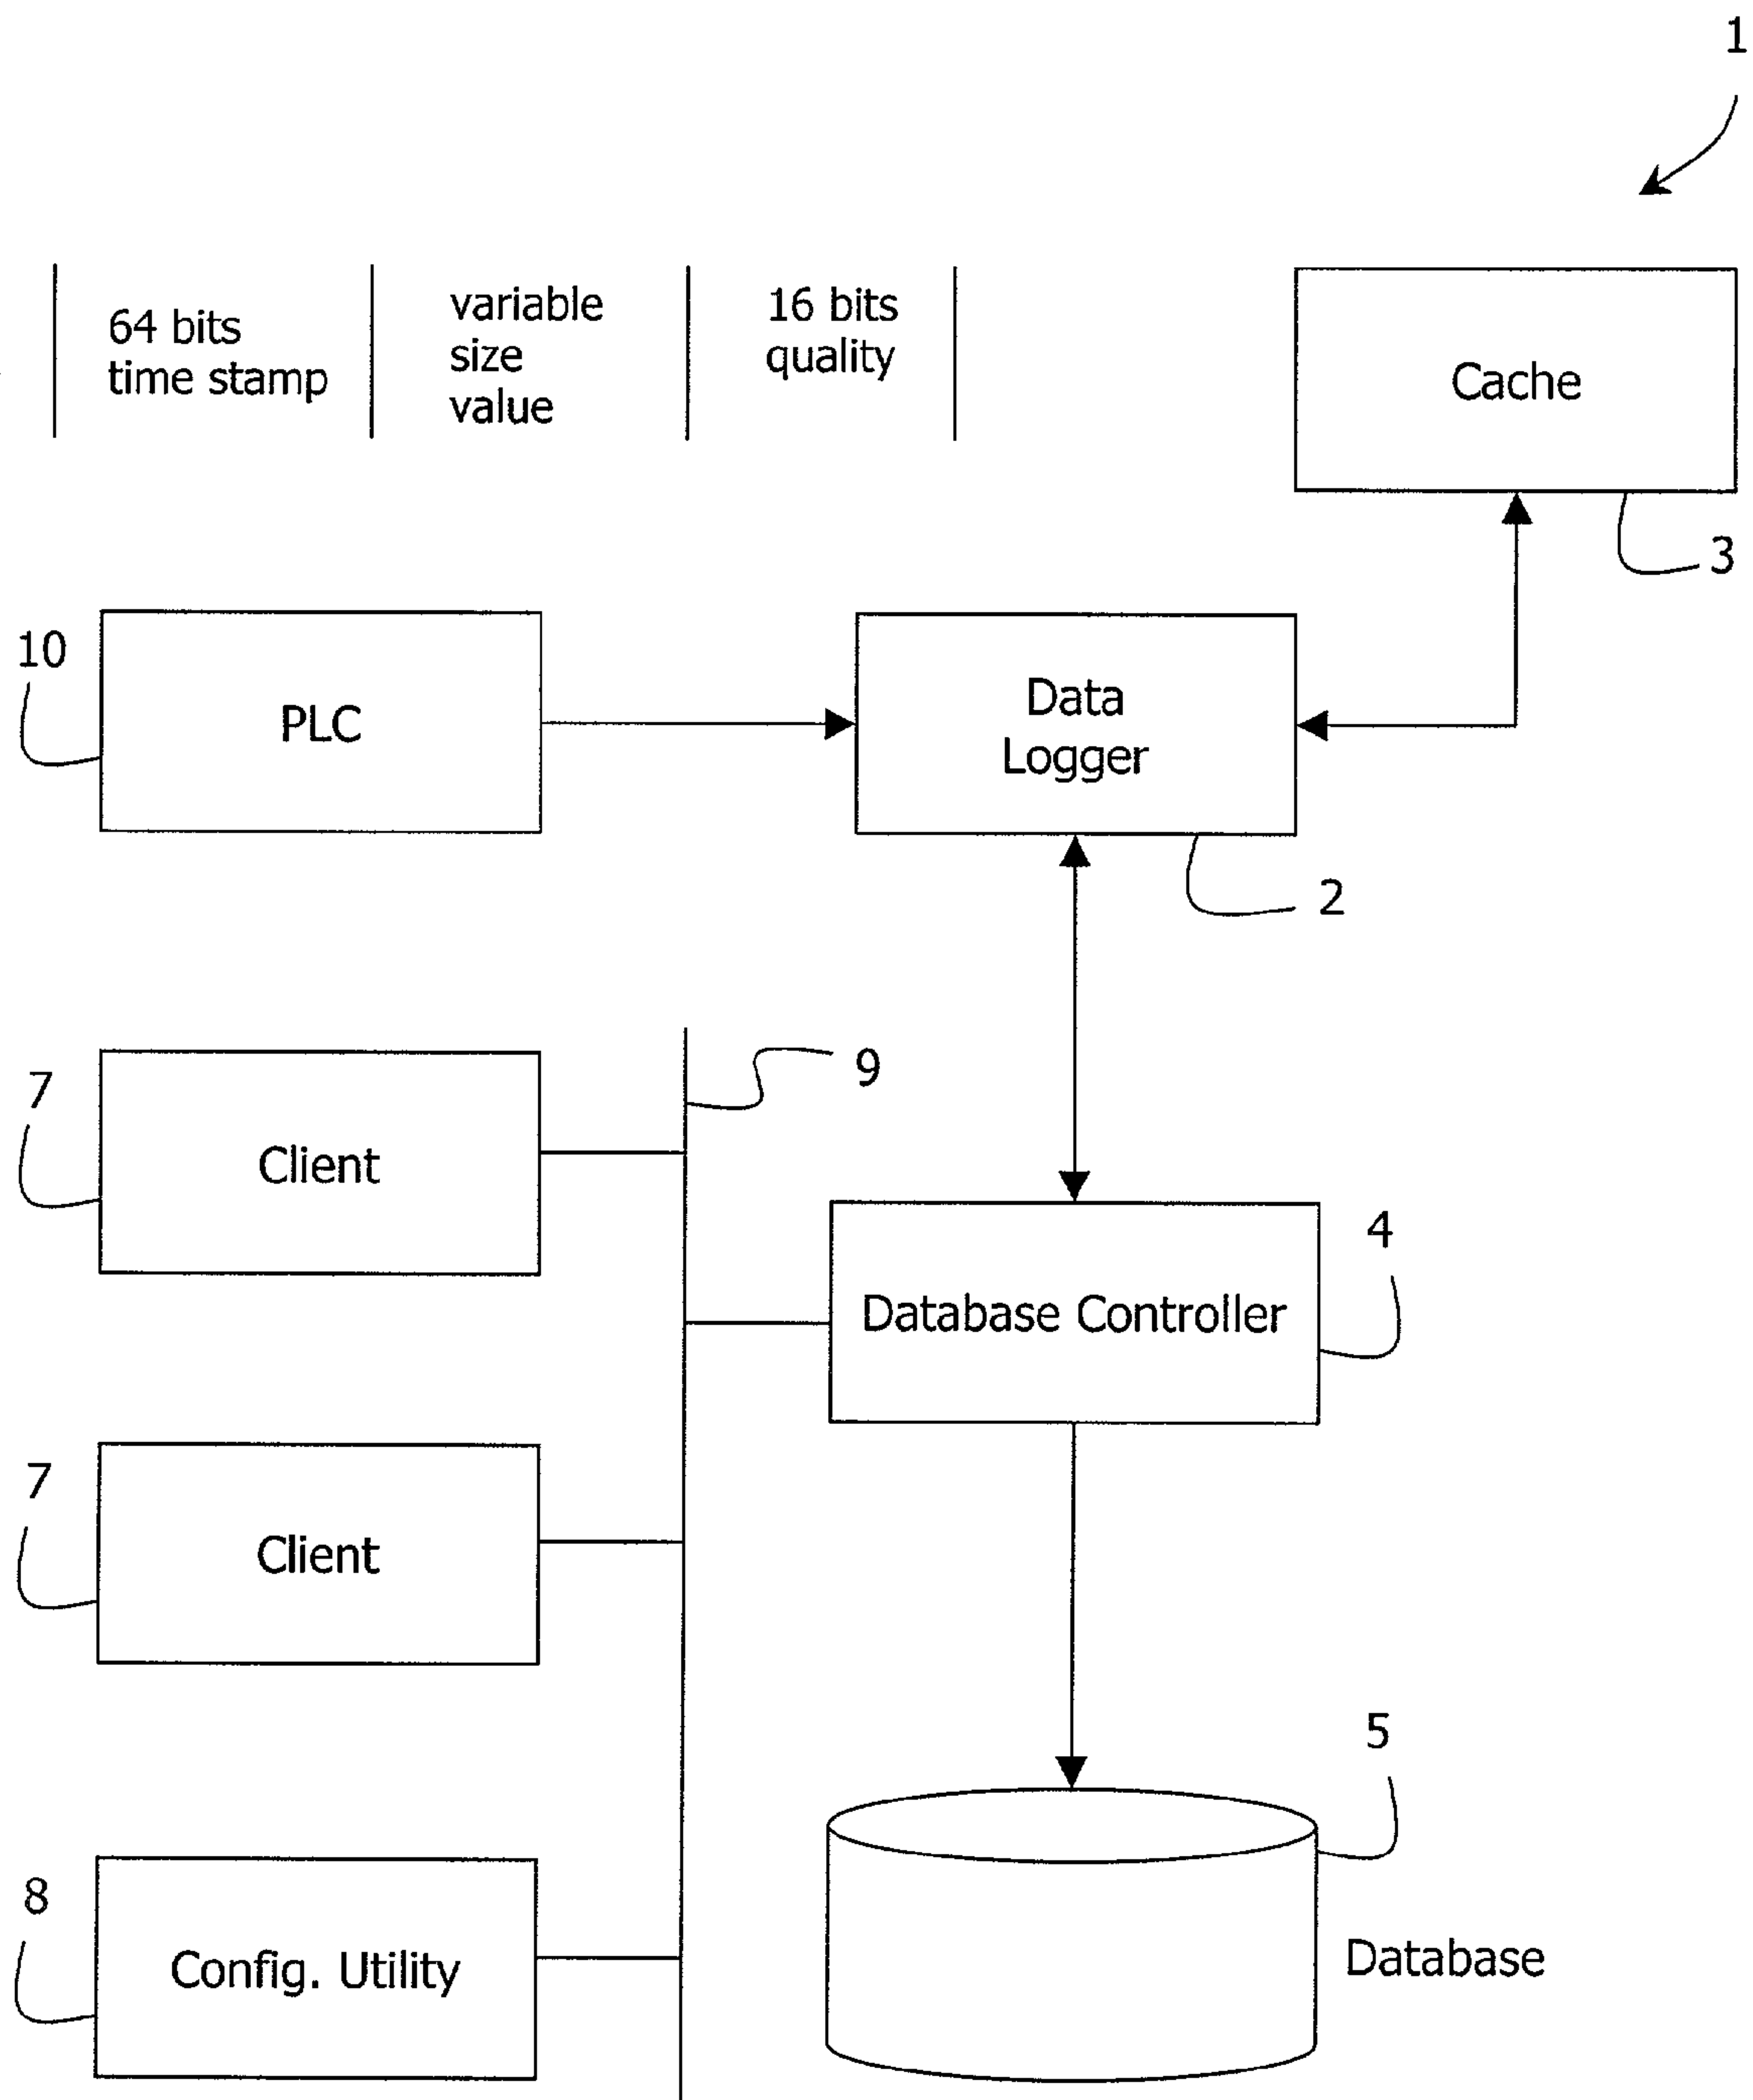 1
64 bits
time stamp
variable
size
value
16 bits
quality
Cache
3
10
PLC
Data
Logger
2
7
Client
9
4
Database Controller
7
Client
5
8
Config. Utility
Database